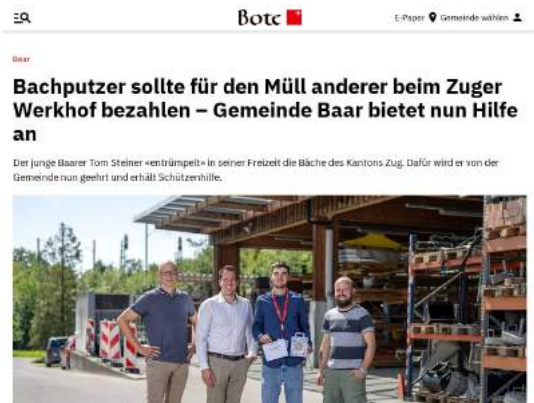 Bote
E-Paper Gemeinde wählen
Baar
Bachputzer sollte für den Müll anderer beim Zuger
Werkhof bezahlen – Gemeinde Baar bietet nun Hilfe
an
Der junge Baarer Tom Steiner «entrümpelt» in seiner Freizeit die Bäche des Kantons Zug. Dafür wird er von der
Gemeinde nun geehrt und erhält Schützenhilfe.